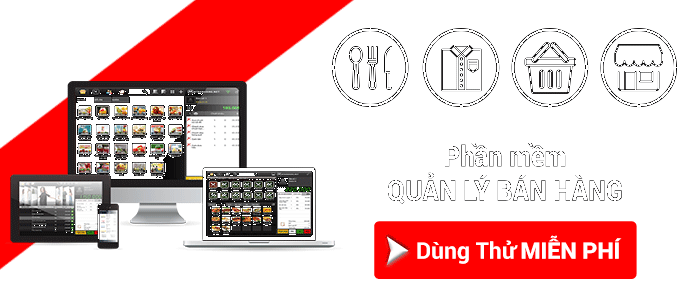 Phần mềm
QUẢN LÝ BÁN HÀNG
Dùng Thử MIỄN PHÍ